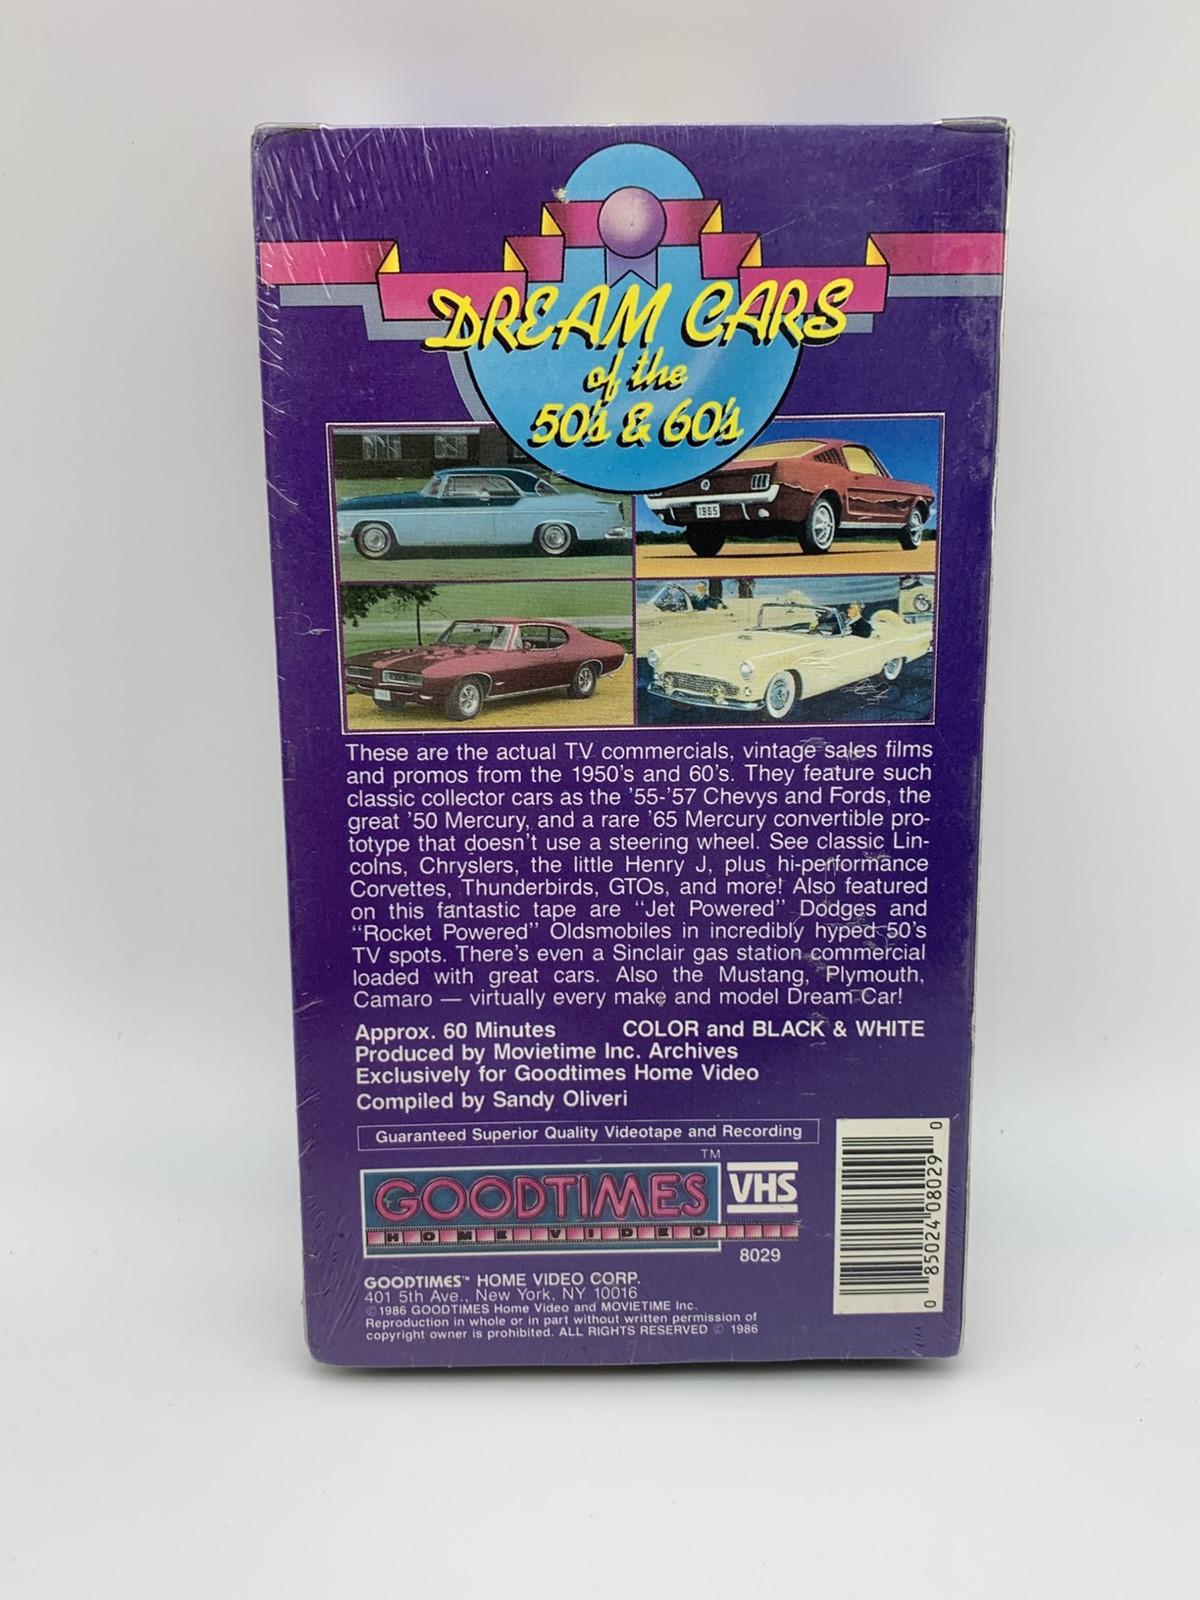 DREAM CARS
of the
50's & 60's
1965
These are the actual TV commercials, vintage sales films
and promos from the 1950's and 60's. They feature such
classic collector cars as the '55-'57 Chevys and Fords, the
great '50 Mercury, and a rare '65 Mercury convertible pro-
totype that doesn't use a steering wheel. See classic Lin-
colns, Chryslers, the little Henry J, plus hi-performance
Corvettes, Thunderbirds, GTOs, and more! Also featured
on this fantastic tape are "Jet Powered" Dodges and
"Rocket Powered" Oldsmobiles in incredibly hyped 50's
TV spots. There's even a Sinclair gas station commercial
loaded with great cars. Also the Mustang, Plymouth,
Camaro — virtually every make and model Dream Car!
Approx. 60 Minutes COLOR and BLACK & WHITE
Produced by Movietime Inc. Archives
Exclusively for Goodtimes Home Video
Compiled by Sandy Oliveri
Guaranteed Superior Quality Videotape and Recording
GOODTIMES TM
HOME VIDEO
VHS
8029
0 85024 08029 0
GOODTIMES™ HOME VIDEO CORP.
401 5th Ave., New York, NY 10016
© 1986 GOODTIMES Home Video and MOVIETIME Inc.
Reproduction in whole or in part without written permission of
copyright owner is prohibited. ALL RIGHTS RESERVED © 1986